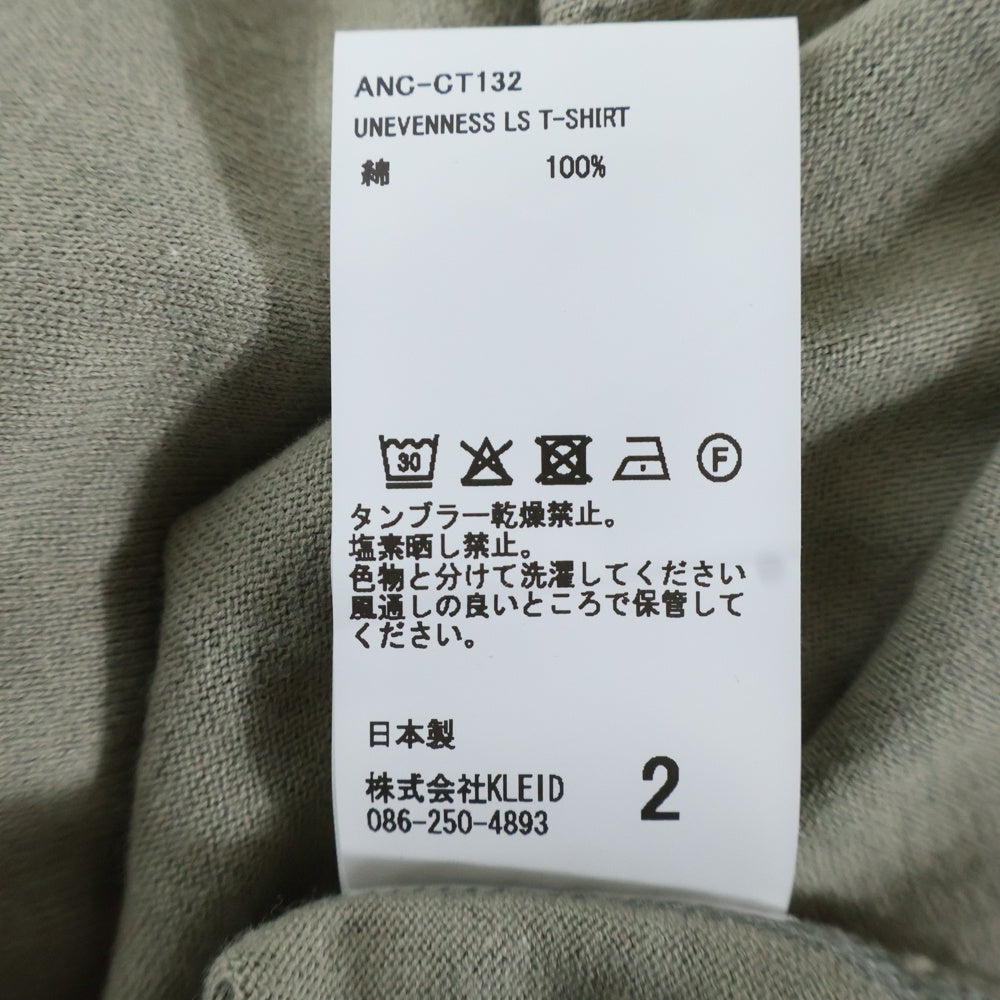 ANC-CT132
UNEVENNESS LS T-SHIRT
綿 100%
30 F
タンブラー乾燥禁止。
塩素晒し禁止。
色物と分けて洗濯してください
風通しの良いところで保管して
ください。
日本製
株式会社KLEID
086-250-4893
2